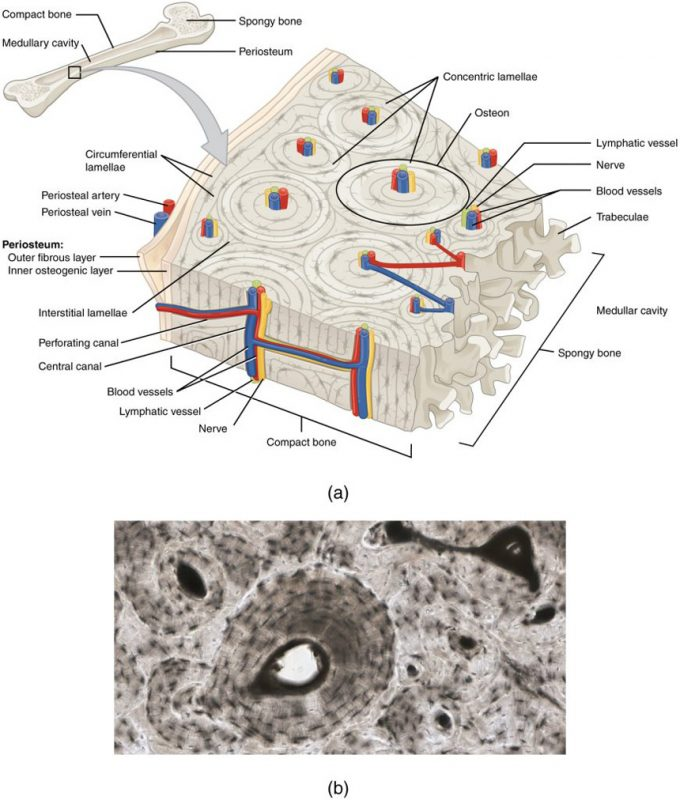 Compact bone
Medullary cavity
Spongy bone
Periosteum
Concentric lamellae
Osteon
Circumferential
lamellae
Lymphatic vessel
Nerve
Blood vessels
Trabeculae
Periosteal artery
Periosteal vein
Periosteum:
Outer fibrous layer
Inner osteogenic layer
Interstitial lamellae
Perforating canal
Central canal
Blood vessels
Lymphatic vessel
Nerve
Compact bone
Medullar cavity
Spongy bone
(a)
(b)